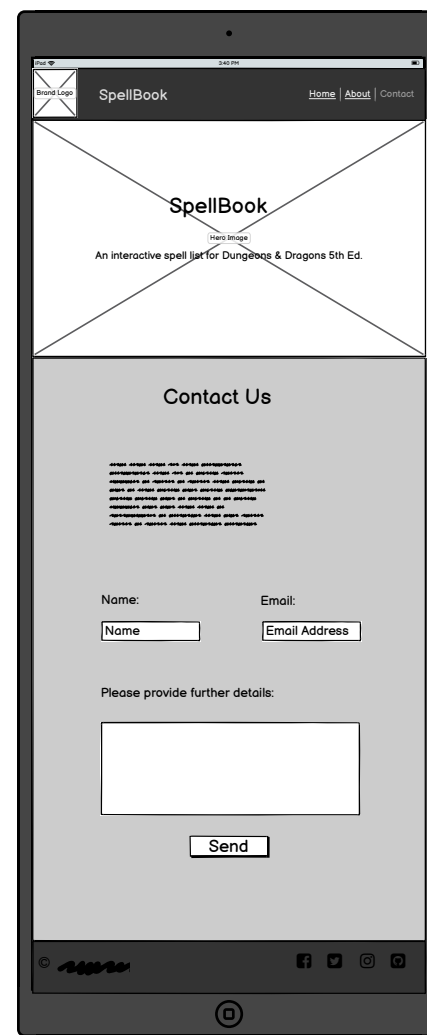 iPad 3:40 PM
Brand Logo SpellBook Home | About | Contact
SpellBook
Hero Image
An interactive spell list for Dungeons & Dragons 5th Ed.
Contact Us
Name: Email:
Name Email Address
Please provide further details:
Send
©